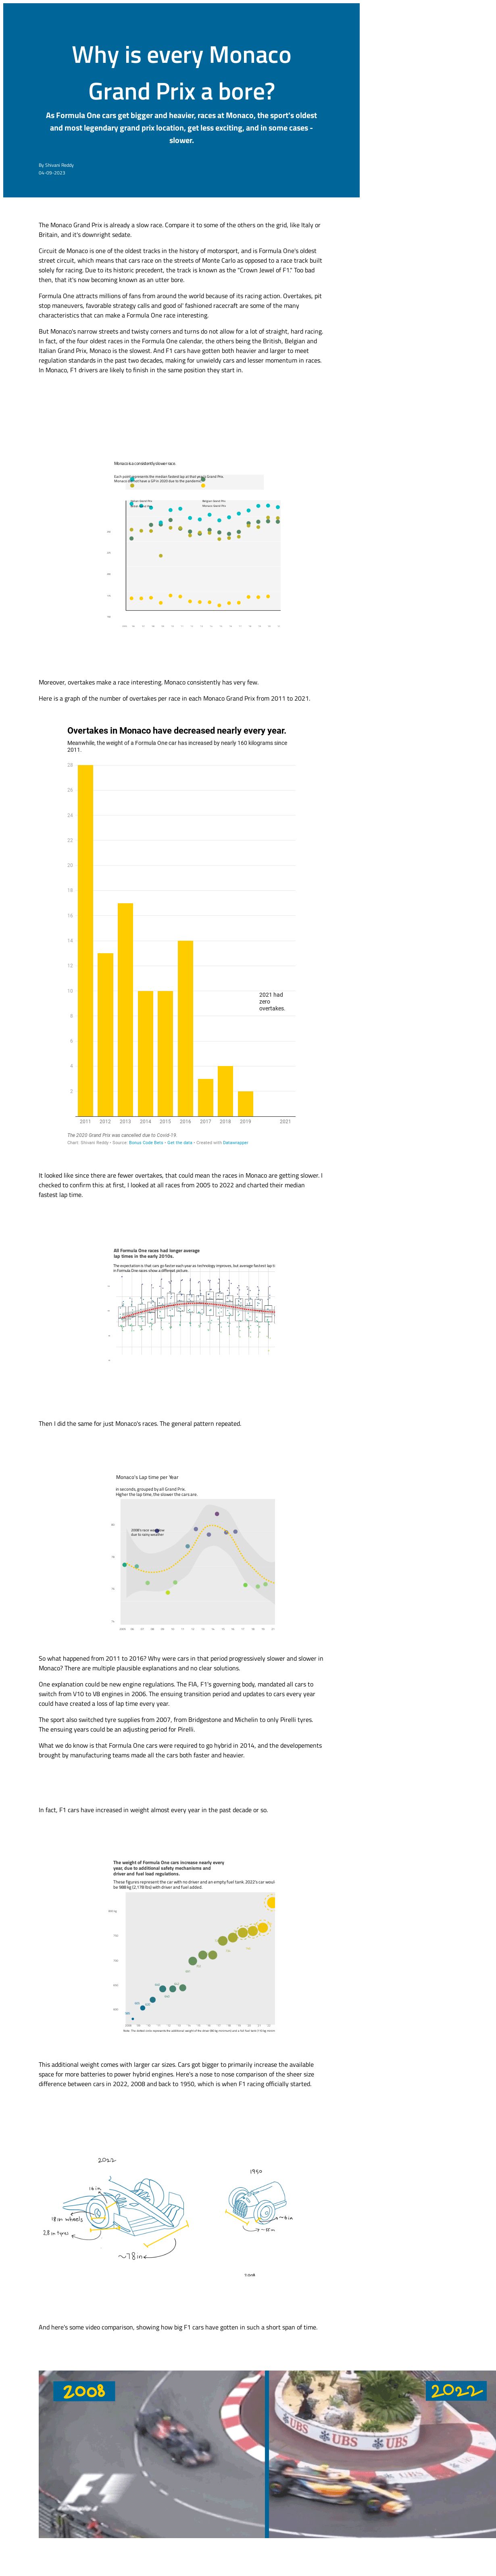 Why is every Monaco
Grand Prix a bore?
As Formula One cars get bigger and heavier, races at Monaco, the sport's oldest
and most legendary grand prix location, get less exciting, and in some cases -
slower.
By Shivani Reddy
04-09-2023
The Monaco Grand Prix is already a slow race. Compare it to some of the others on the grid, like Italy or
Britain, and it's downright sedate.
Circuit de Monaco is one of the oldest tracks in the history of motorsport, and is Formula One's oldest
street circuit, which means that cars race on the streets of Monte Carlo as opposed to a race track built
solely for racing. Due to its historic precedent, the track is known as the "Crown Jewel of F1." Too bad
then, that it's now becoming known as an utter bore.
Formula One attracts millions of fans from around the world because of its racing action. Overtakes, pit
stop maneuvers, favorable strategy calls and good ol' fashioned racecraft are some of the many
characteristics that can make a Formula One race interesting.
But Monaco's narrow streets and twisty corners and turns do not allow for a lot of straight, hard racing.
In fact, of the four oldest races in the Formula One calendar, the others being the British, Belgian and
Italian Grand Prix, Monaco is the slowest. And F1 cars have gotten both heavier and larger to meet
regulation standards in the past two decades, making for unwieldy cars and lesser momentum in races.
In Monaco, F1 drivers are likely to finish in the same position they start in.
Monaco is a consistently slower race.
Each point represents the median fastest lap at that year's Grand Prix.
Monaco did not have a GP in 2020 due to the pandemic.
Belgian Grand Prix
Monaco Grand Prix
Moreover, overtakes make a race interesting. Monaco consistently has very few.
Here is a graph of the number of overtakes per race in each Monaco Grand Prix from 2011 to 2021.
Overtakes in Monaco have decreased nearly every year.
Meanwhile, the weight of a Formula One car has increased by nearly 160 kilograms since
2011.
28
26
24
22
20
18
16
14
12
10
8
6
4
2
2021 had
zero
overtakes.
2011 2012 2013 2014 2015 2016 2017 2018 2019 2021
The 2020 Grand Prix was cancelled due to Covid-19.
Chart: Shivani Reddy • Source: Bonus Code Bets • Get the data • Created with Datawrapper
It looked like since there are fewer overtakes, that could mean the races in Monaco are getting slower. I
checked to confirm this: at first, I looked at all races from 2005 to 2022 and charted their median
fastest lap time.
All Formula One races had longer average
lap times in the early 2010s.
The expectation is that cars go faster each year as technology improves, but average fastest lap ti
in Formula One races show a different picture.
Then I did the same for just Monaco's races. The general pattern repeated.
Monaco's Lap time per Year
in seconds, grouped by all Grand Prix.
Higher the lap time, the slower the cars are.
2008's race was slow
due to rainy weather
So what happened from 2011 to 2016? Why were cars in that period progressively slower and slower in
Monaco? There are multiple plausible explanations and no clear solutions.
One explanation could be new engine regulations. The FIA, F1's governing body, mandated all cars to
switch from V10 to V8 engines in 2006. The ensuing transition period and updates to cars every year
could have created a loss of lap time every year.
The sport also switched tyre supplies from 2007, from Bridgestone and Michelin to only Pirelli tyres.
The ensuing years could be an adjusting period for Pirelli.
What we do know is that Formula One cars were required to go hybrid in 2014, and the developements
brought by manufacturing teams made all the cars both faster and heavier.
In fact, F1 cars have increased in weight almost every year in the past decade or so.
The weight of Formula One cars increase nearly every
year, due to additional safety mechanisms and
driver and fuel load regulations.
These figures represent the car with no driver and an empty fuel tank. 2022's car woul
be 988 kg (2,178 lbs) with driver and fuel added.
This additional weight comes with larger car sizes. Cars got bigger to primarily increase the available
space for more batteries to power hybrid engines. Here's a nose to nose comparison of the sheer size
difference between cars in 2022, 2008 and back to 1950, which is when F1 racing officially started.
2022
1950
18 in wheels
28 in tyres
~78in
And here's some video comparison, showing how big F1 cars have gotten in such a short span of time.
2008
2022
UBS
UBS
UBS
F1